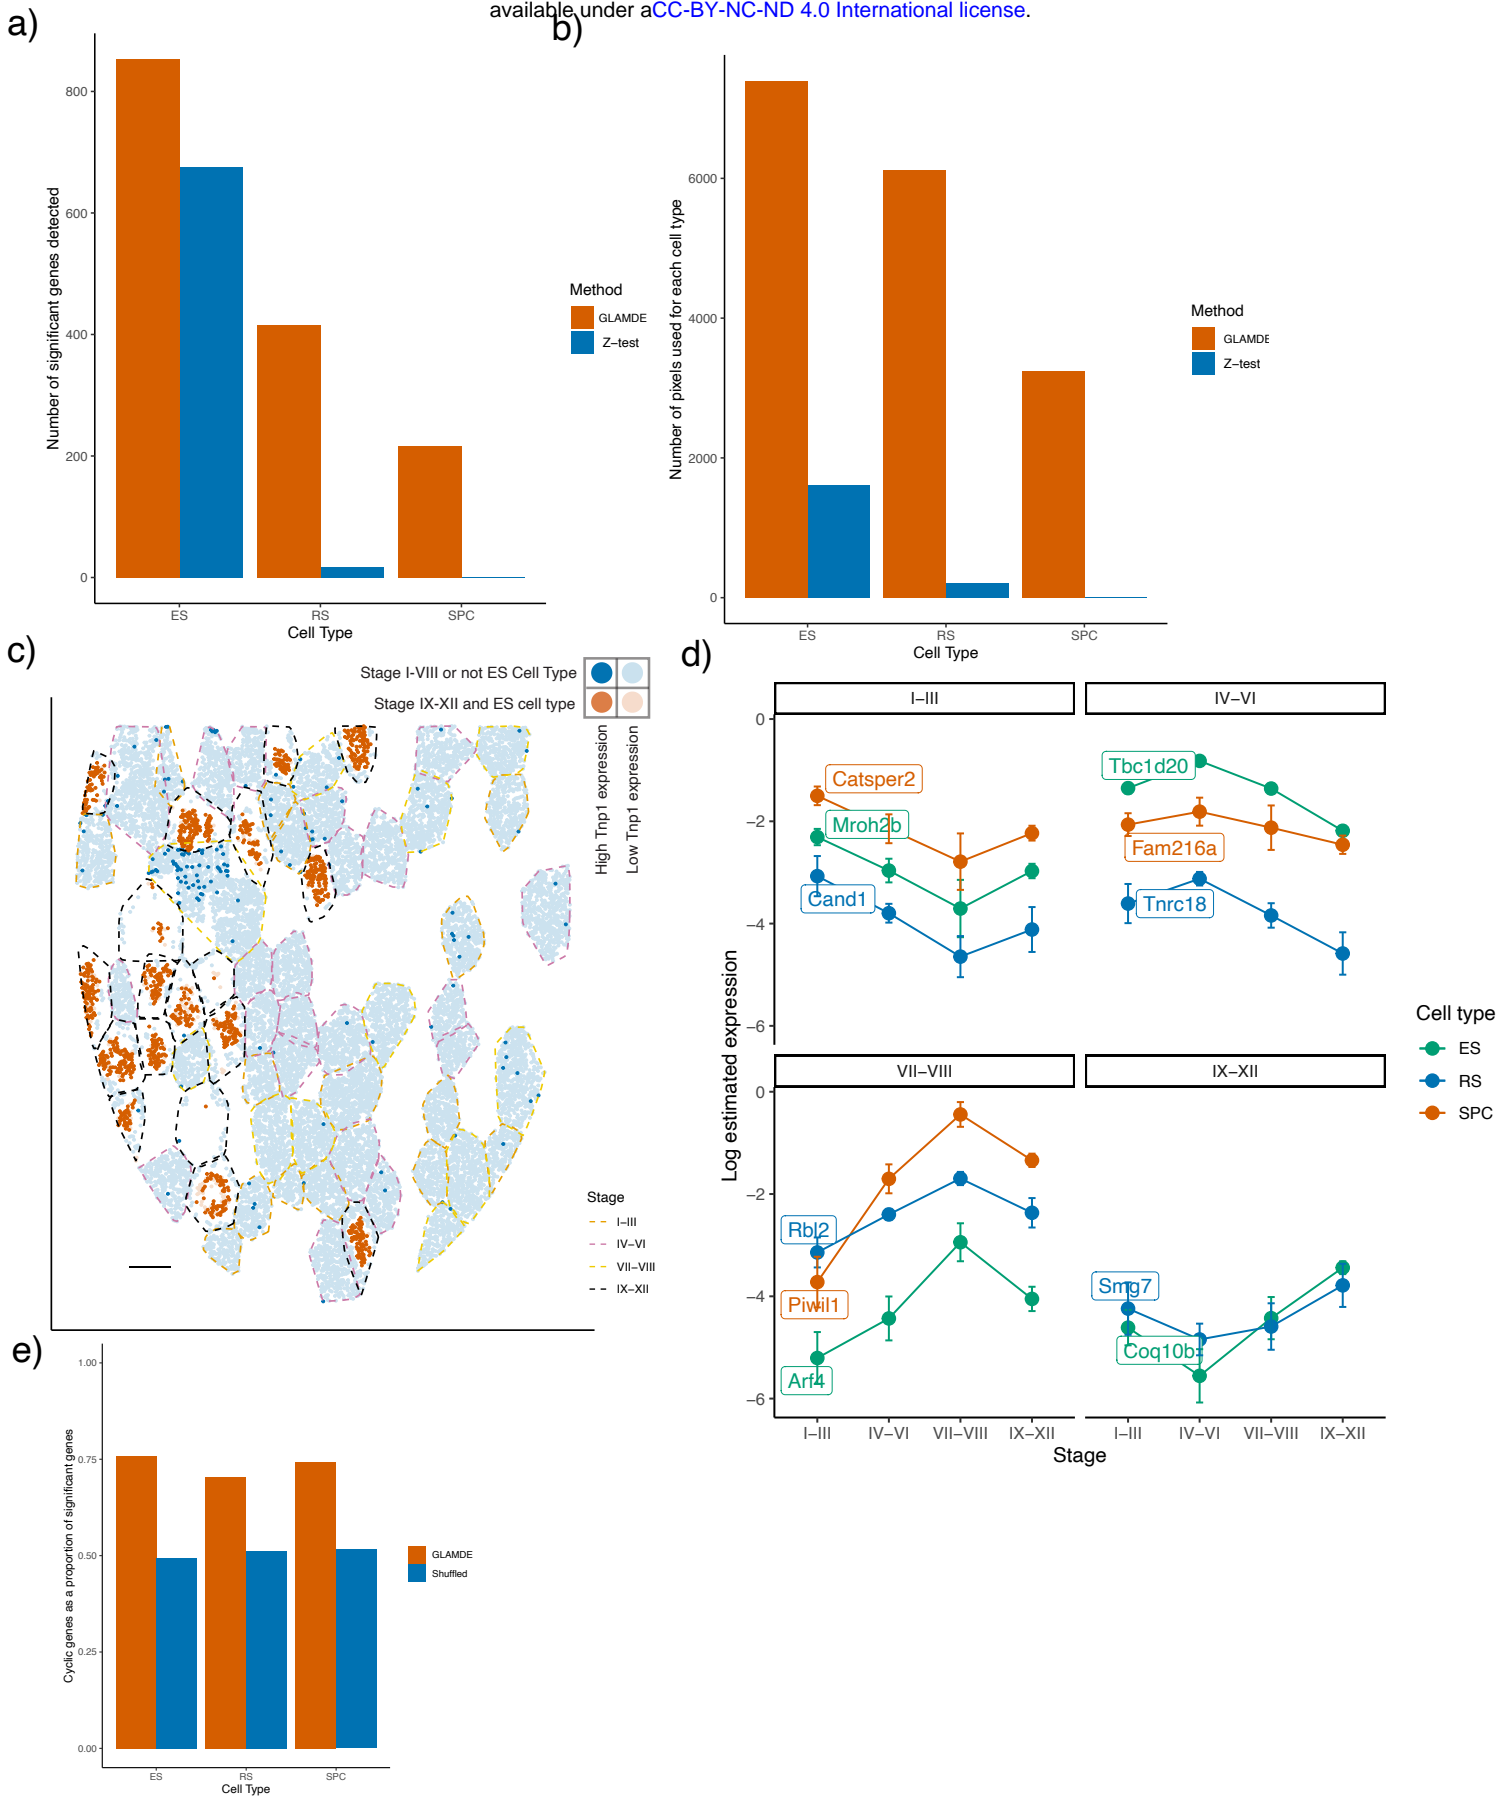 available under aCC-BY-NC-ND 4.0 International license.
a)
Number of significant genes detected
800
600
400
200
0
ES
RS
SPC
Cell Type
Method
GLAMDE
Z−test
b)
Number of pixels used for each cell type
6000
4000
2000
0
ES
RS
SPC
Cell Type
Method
GLAMDE
Z−test
c)
Stage I-VIII or not ES Cell Type
Stage IX-XII and ES cell type
High Tnp1 expression
Low Tnp1 expression
Stage
I−III
IV−VI
VII−VIII
IX−XII
d)
Log estimated expression
I−III
IV−VI
0
−2
−4
−6
Catsper2
Mroh2b
Cand1
Tbc1d20
Fam216a
Tnrc18
VII−VIII
IX−XII
0
−2
−4
−6
Rbl2
Piwil1
Arf4
Smg7
Coq10b
I−III
IV−VI
VII−VIII
IX−XII
I−III
IV−VI
VII−VIII
IX−XII
Stage
Cell type
ES
RS
SPC
e)
Cyclic genes as a proportion of significant genes
1.00
0.75
0.50
0.25
0.00
ES
RS
SPC
Cell Type
GLAMDE
Shuffled